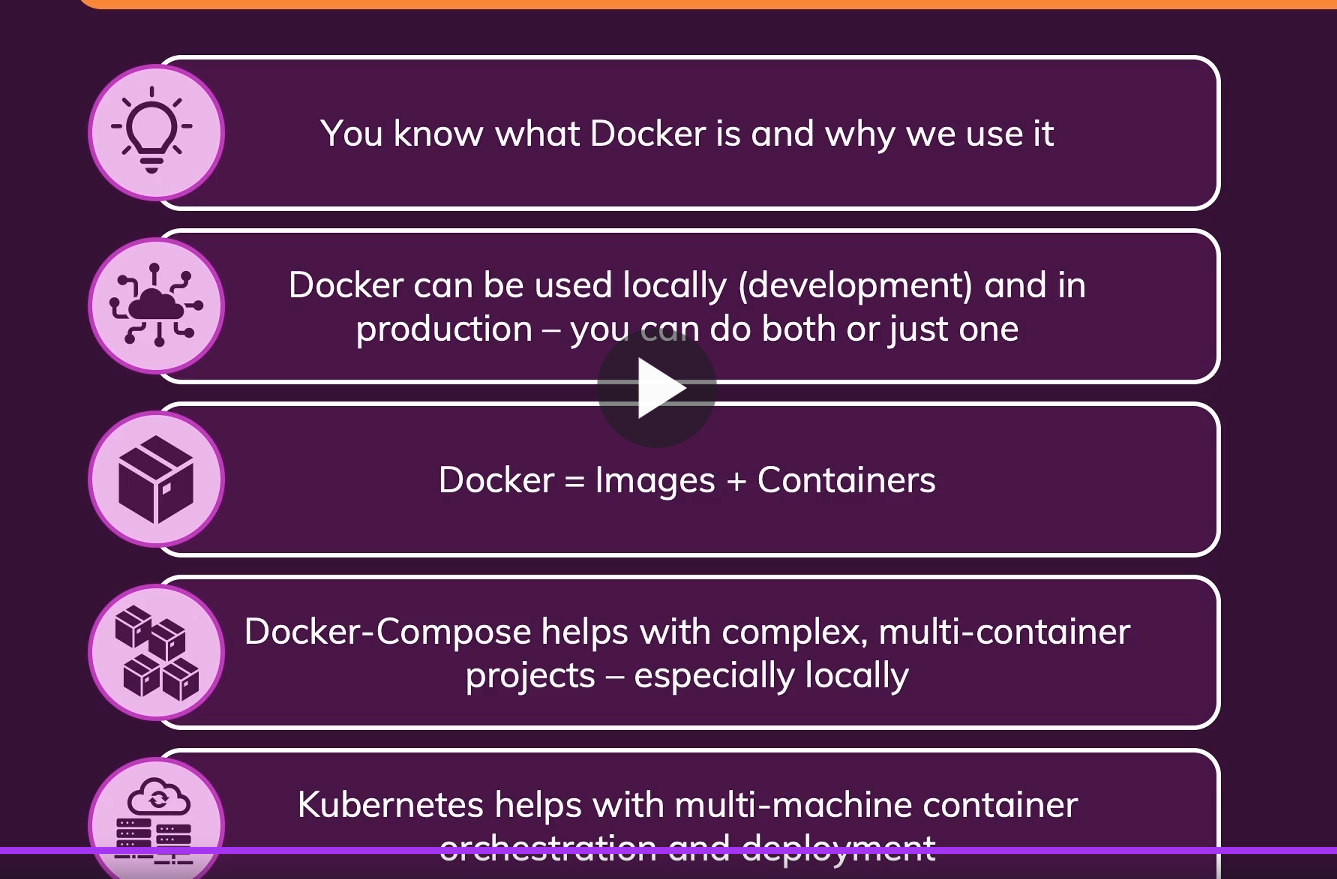 You know what Docker is and why we use it
Docker can be used locally (development) and in
production – you can do both or just one
Docker = Images + Containers
Docker-Compose helps with complex, multi-container
projects – especially locally
Kubernetes helps with multi-machine container
orchestration and deployment